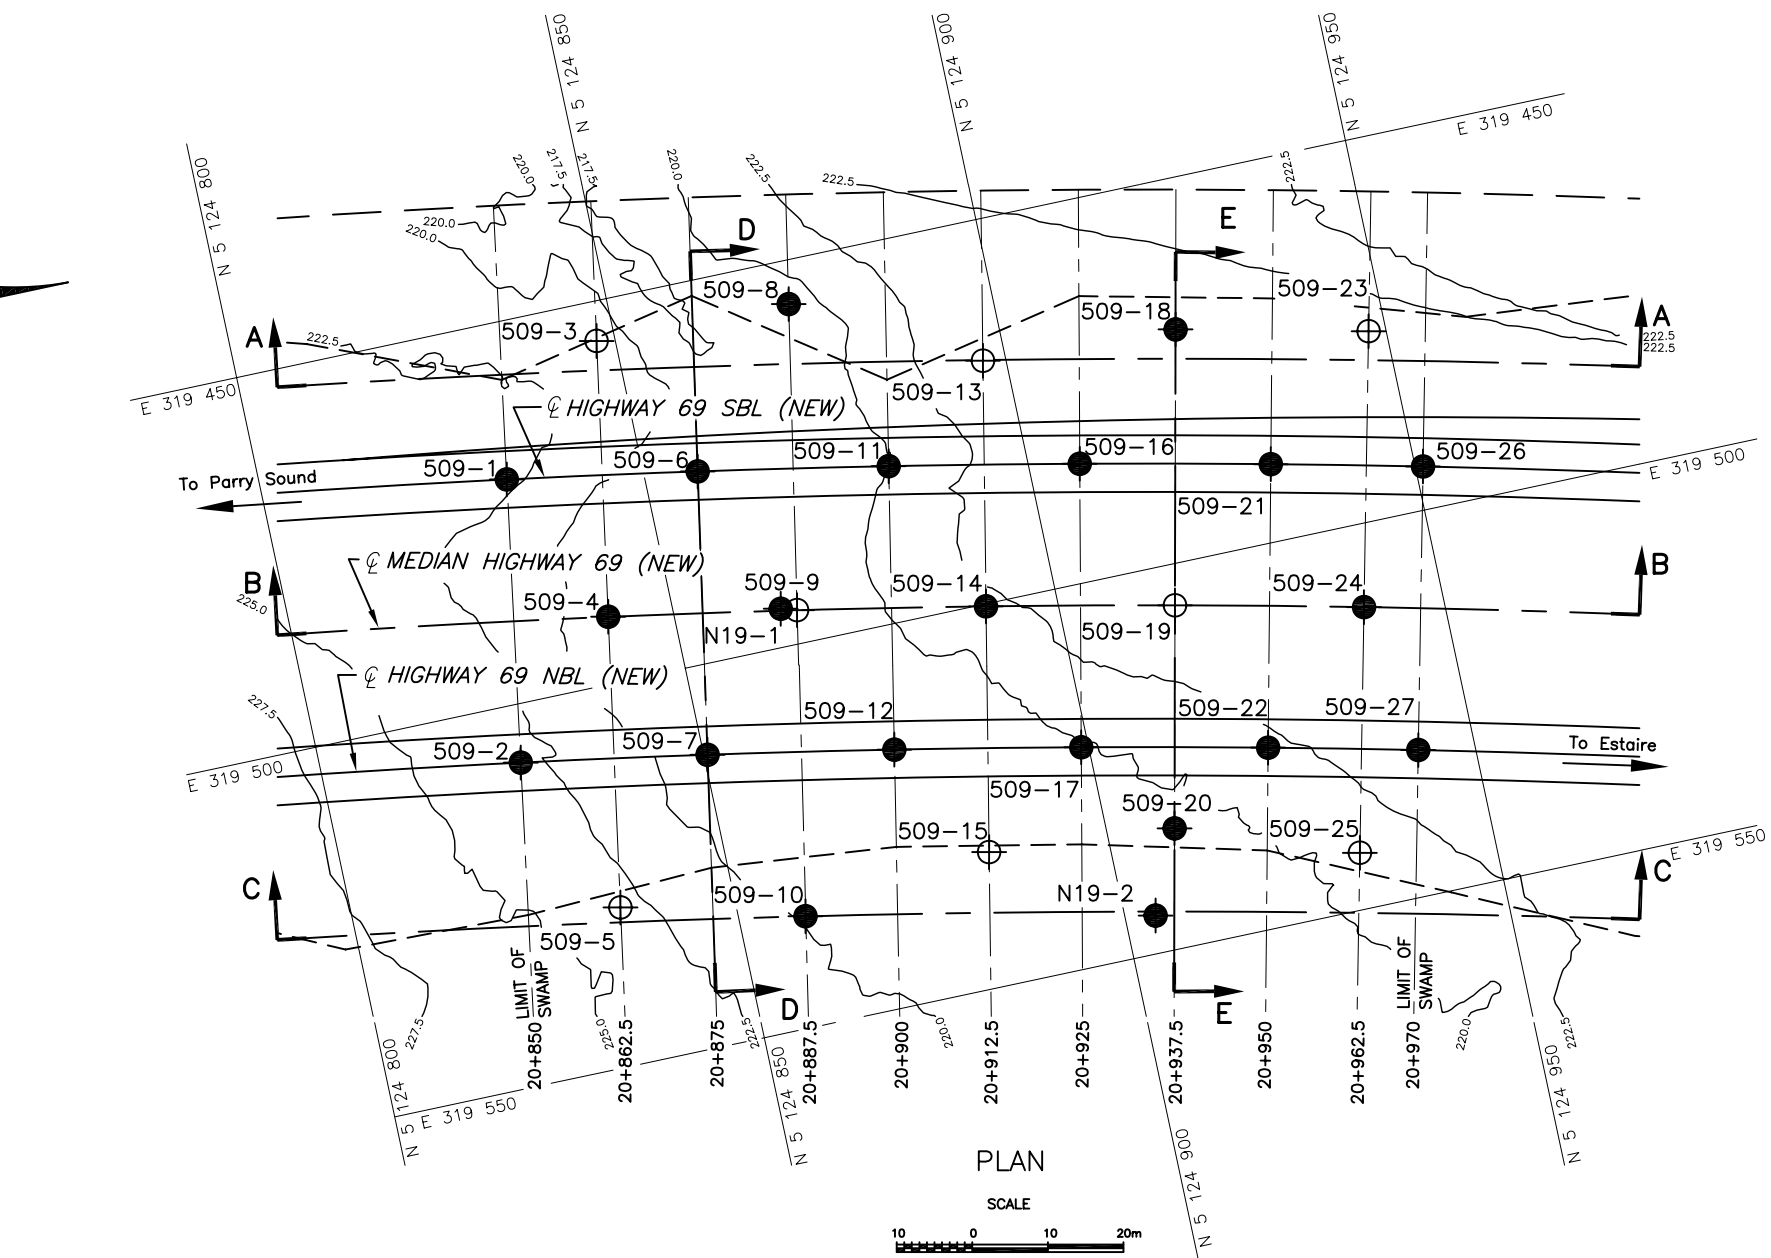 N 5 124 850
N 5 124 900
N 5 124 950
E 319 450
N 5 124 800
220.0
217.5
217.5
220.0
222.5
222.5
222.5
220.0
220.0
D
E
509-8
509-23
509-18
509-3
A
A
222.5
222.5
222.5
509-13
E 319 450
℄ HIGHWAY 69 SBL (NEW)
509-1
509-6
509-11
509-16
509-26
To Parry Sound
E 319 500
509-21
℄ MEDIAN HIGHWAY 69 (NEW)
B
B
225.0
509-4
509-9
509-14
509-24
N19-1
509-19
℄ HIGHWAY 69 NBL (NEW)
227.5
509-12
509-22
509-27
509-2
509-7
To Estaire
E 319 500
509-17
509-20
509-15
509-25
E 319 550
C
C
509-10
N19-2
509-5
LIMIT OF
SWAMP
LIMIT OF
SWAMP
D
E
227.5
225.0
222.5
220.0
220.0
222.5
20+850
20+862.5
20+875
20+887.5
20+900
20+912.5
20+925
20+937.5
20+950
20+962.5
20+970
N 5 124 800
E 319 550
N 5 124 850
N 5 124 900
N 5 124 950
PLAN
SCALE
10 0 10 20m